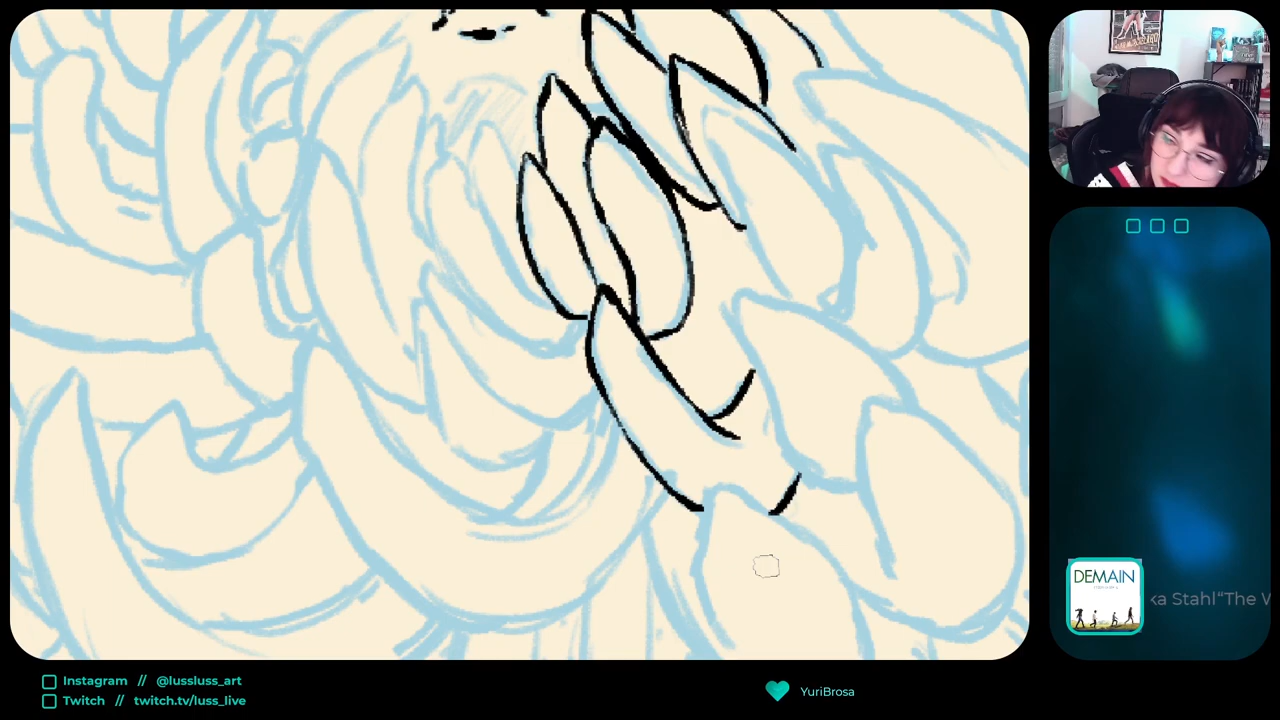 DEMAIN
ka Stahl“The W
Instagram // @lussluss_art
Twitch // twitch.tv/luss_live
YuriBrosa